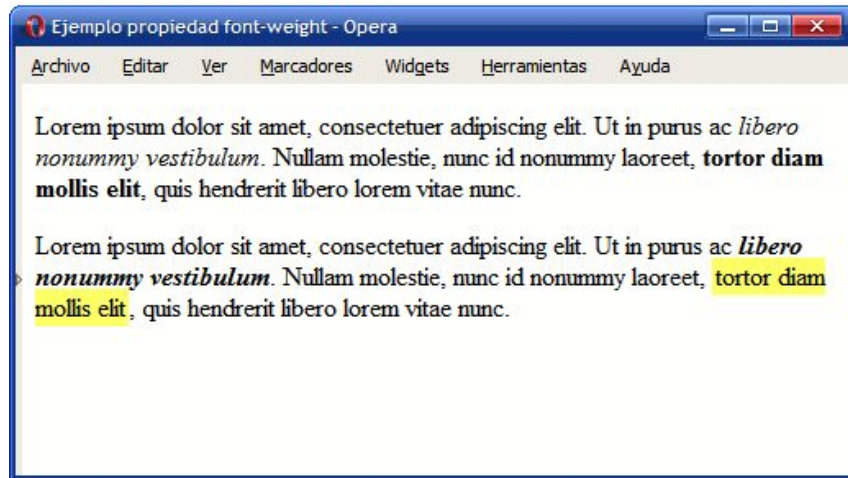 Ejemplo propiedad font-weight - Opera
Archivo Editar Ver Marcadores Widgets Herramientas Ayuda
Lorem ipsum dolor sit amet, consectetuer adipiscing elit. Ut in purus ac libero
nonummy vestibulum. Nullam molestie, nunc id nonummy laoreet, tortor diam
mollis elit, quis hendrerit libero lorem vitae nunc.
Lorem ipsum dolor sit amet, consectetuer adipiscing elit. Ut in purus ac libero
nonummy vestibulum. Nullam molestie, nunc id nonummy laoreet, tortor diam
mollis elit, quis hendrerit libero lorem vitae nunc.